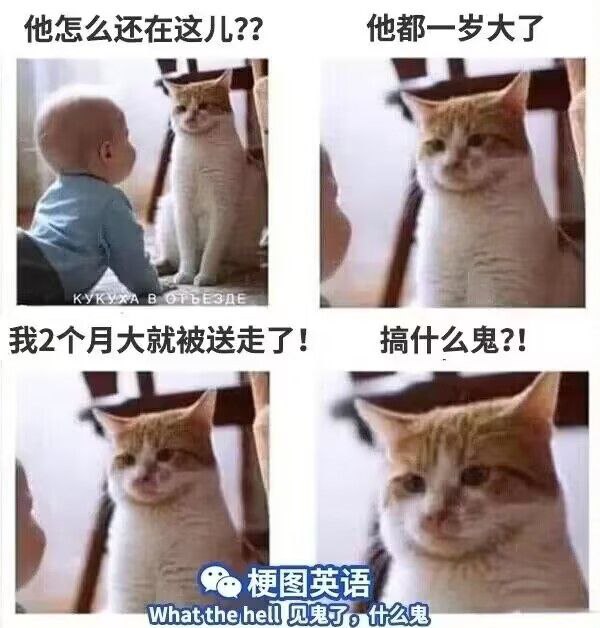 他怎么还在这儿??
他都一岁大了
КУКУХА В ОТЪЕЗДЕ
我2个月大就被送走了!
搞什么鬼?!
梗图英语
What the hell 见鬼了，什么鬼